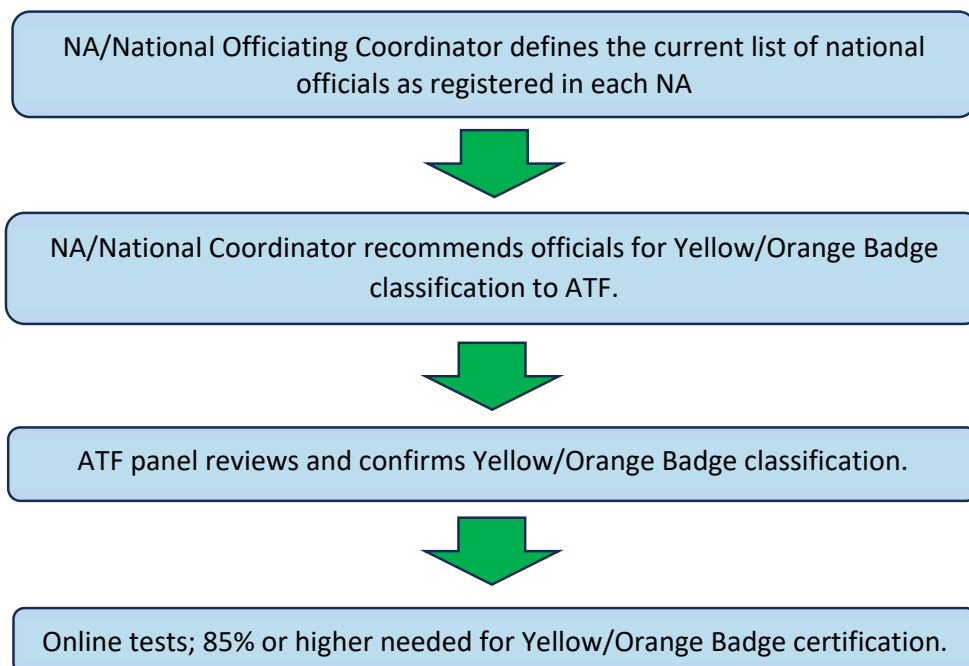 NA/National Officiating Coordinator defines the current list of national
officials as registered in each NA
NA/National Coordinator recommends officials for Yellow/Orange Badge
classification to ATF.
ATF panel reviews and confirms Yellow/Orange Badge classification.
Online tests; 85% or higher needed for Yellow/Orange Badge certification.